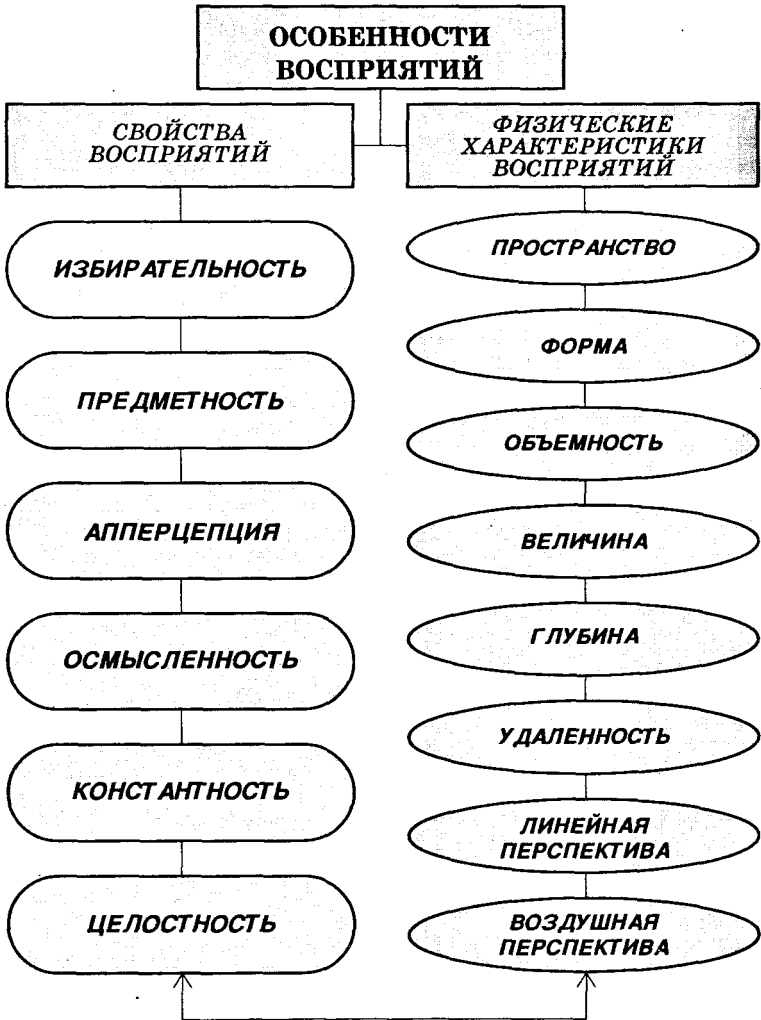 ОСОБЕННОСТИ
ВОСПРИЯТИЙ
СВОЙСТВА
ВОСПРИЯТИЙ
ИЗБИРАТЕЛЬНОСТЬ
ПРЕДМЕТНОСТЬ
АППЕРЦЕПЦИЯ
ОСМЫСЛЕННОСТЬ
КОНСТАНТНОСТЬ
ЦЕЛОСТНОСТЬ
ФИЗИЧЕСКИЕ
ХАРАКТЕРИСТИКИ
ВОСПРИЯТИЙ
ПРОСТРАНСТВО
ФОРМА
ОБЪЕМНОСТЬ
ВЕЛИЧИНА
ГЛУБИНА
УДАЛЕННОСТЬ
ЛИНЕЙНАЯ
ПЕРСПЕКТИВА
ВОЗДУШНАЯ
ПЕРСПЕКТИВА